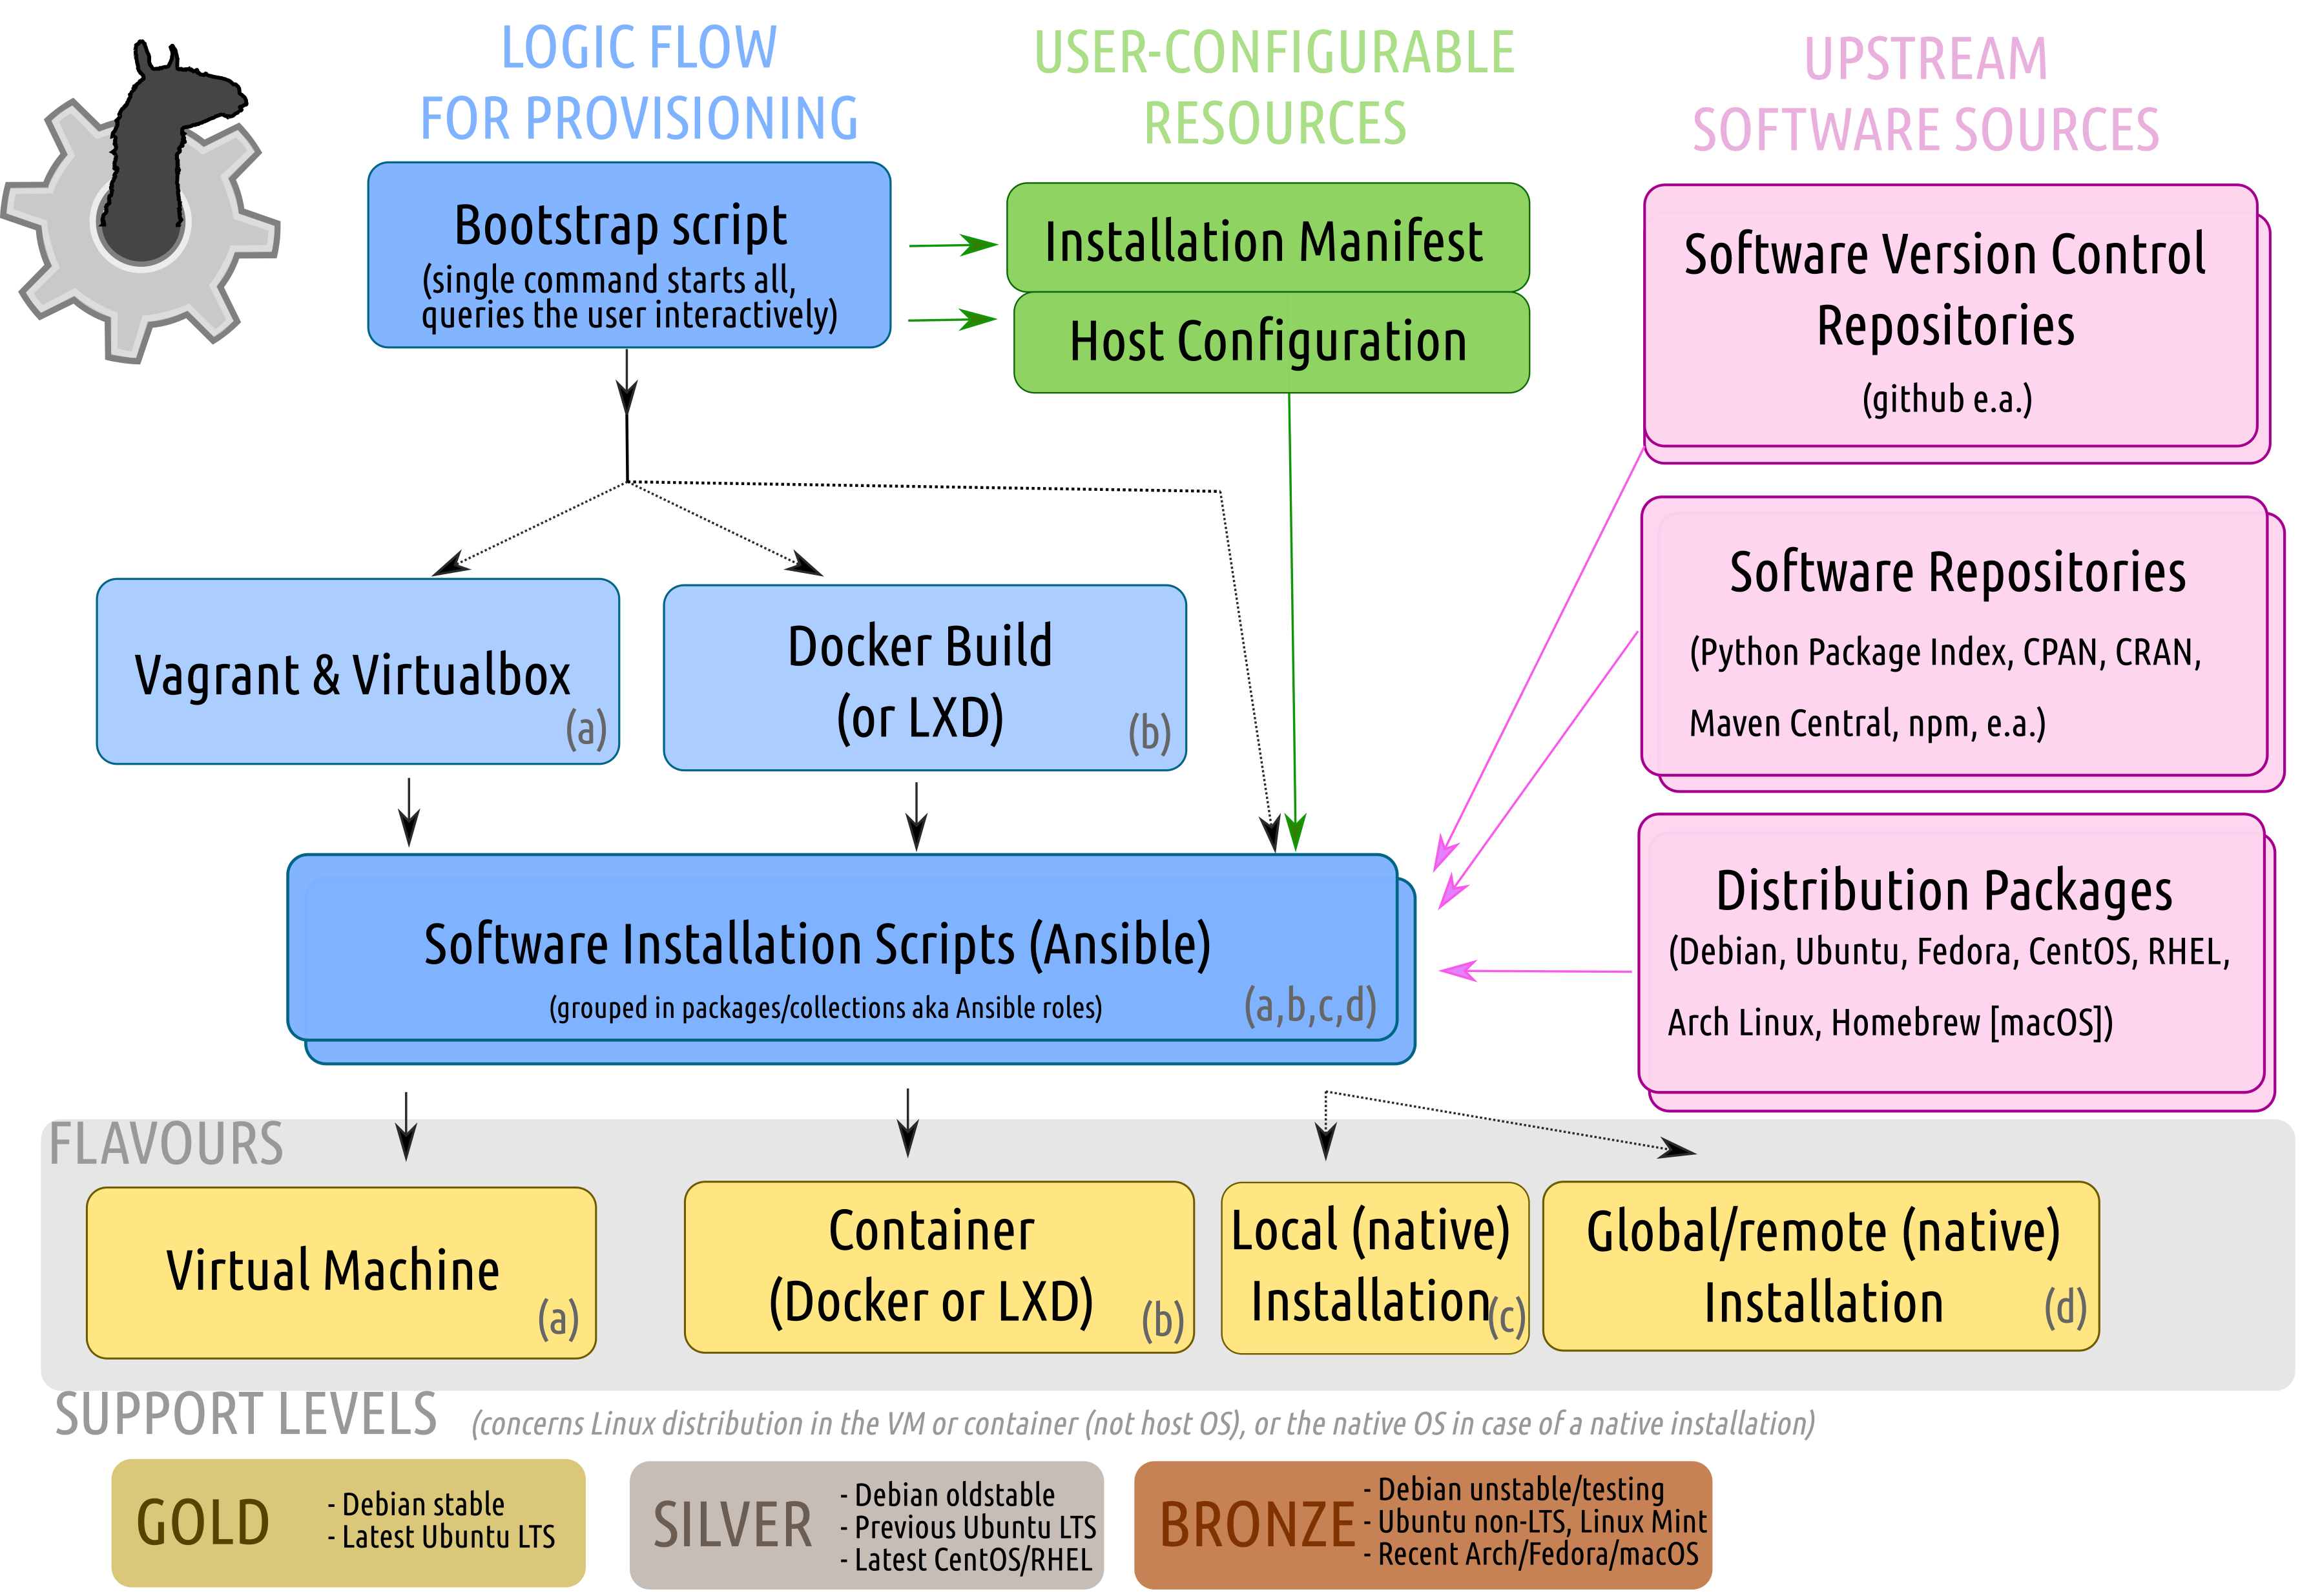 LOGIC FLOW
FOR PROVISIONING
USER-CONFIGURABLE
RESOURCES
UPSTREAM
SOFTWARE SOURCES
Bootstrap script
(single command starts all,
queries the user interactively)
Installation Manifest
Host Configuration
Software Version Control
Repositories
(github e.a.)
Software Repositories
(Python Package Index, CPAN, CRAN,
Maven Central, npm, e.a.)
Vagrant & Virtualbox
(a)
Docker Build
(or LXD)
(b)
Distribution Packages
(Debian, Ubuntu, Fedora, CentOS, RHEL,
Arch Linux, Homebrew [macOS])
Software Installation Scripts (Ansible)
(grouped in packages/collections aka Ansible roles)
(a,b,c,d)
FLAVOURS
Virtual Machine
(a)
Container
(Docker or LXD)
(b)
Local (native)
Installation
(c)
Global/remote (native)
Installation
(d)
SUPPORT LEVELS
(concerns Linux distribution in the VM or container (not host OS), or the native OS in case of a native installation)
GOLD
- Debian stable
- Latest Ubuntu LTS
SILVER
- Debian oldstable
- Previous Ubuntu LTS
- Latest CentOS/RHEL
BRONZE
- Debian unstable/testing
- Ubuntu non-LTS, Linux Mint
- Recent Arch/Fedora/macOS